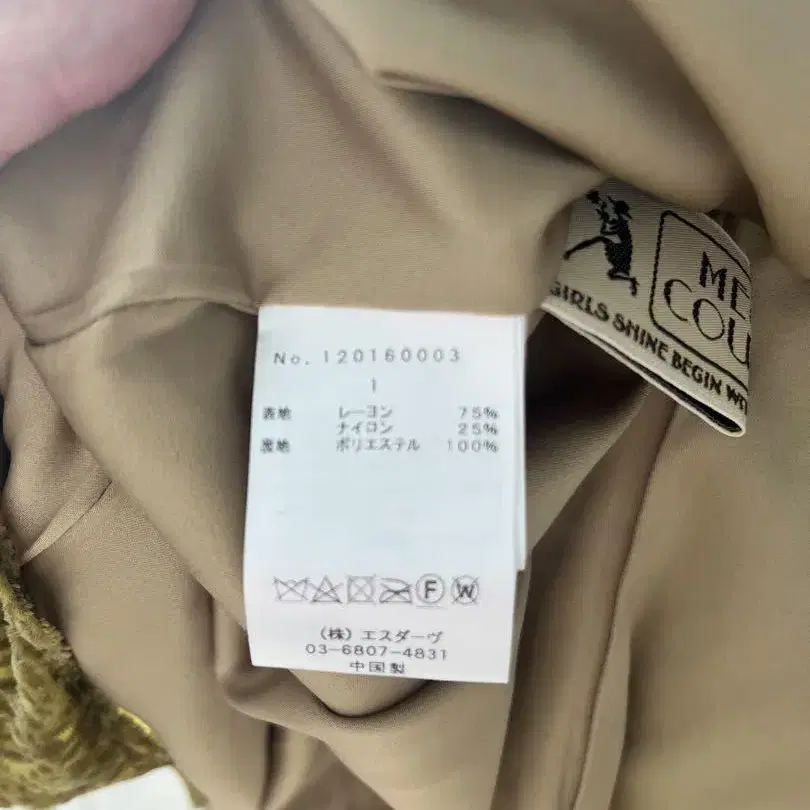 No. 120160003
1
表地 レーヨン 75%
ナイロン 25%
裏地 ポリエステル 100%
F W
(株) エスダーヴ
03-6807-4831
中国製
ME
COU
GIRLS SHINE BEGIN